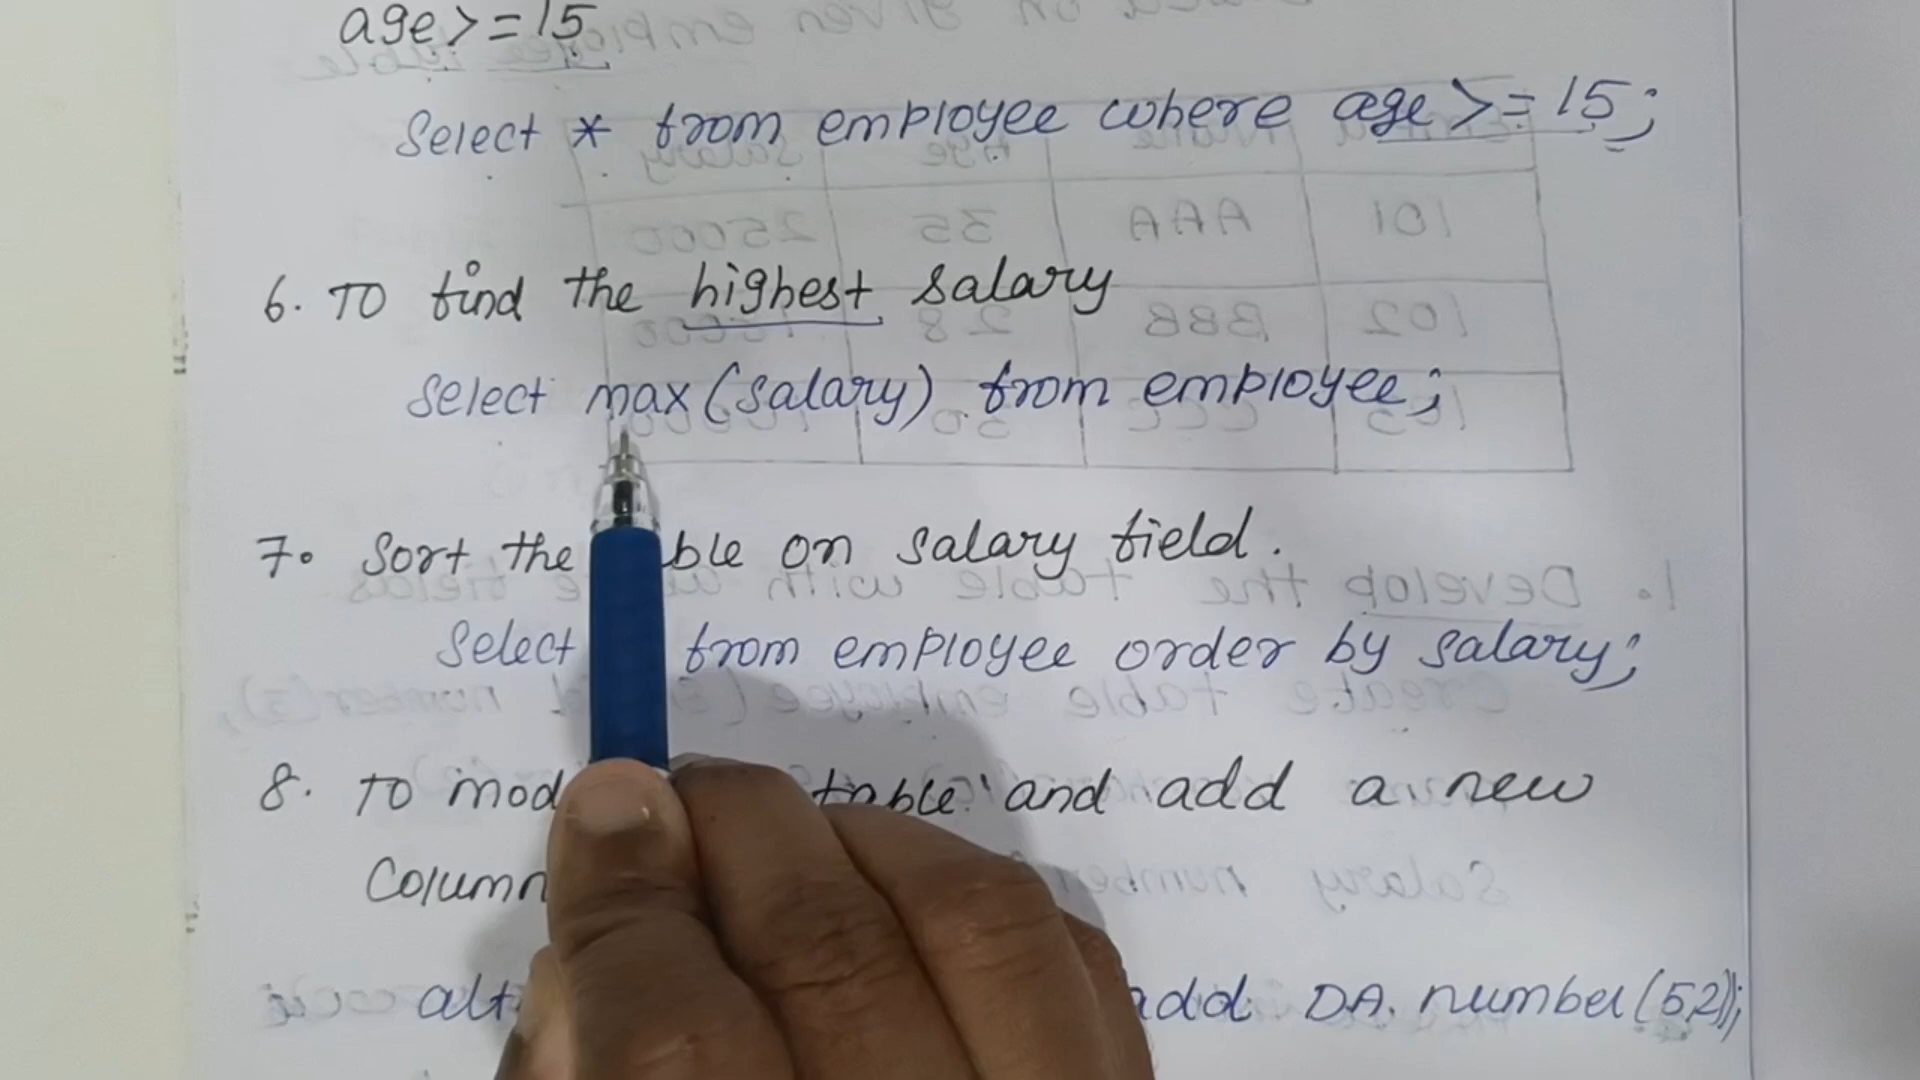 age>=15
Select * from employee where age >= 15;
6. TO find the highest salary
Select max(salary) from employee;
7. Sort the ble on salary field.
Select from employee order by salary;
8. TO mod table and add a new
Column
alt add DA. number(5,2);